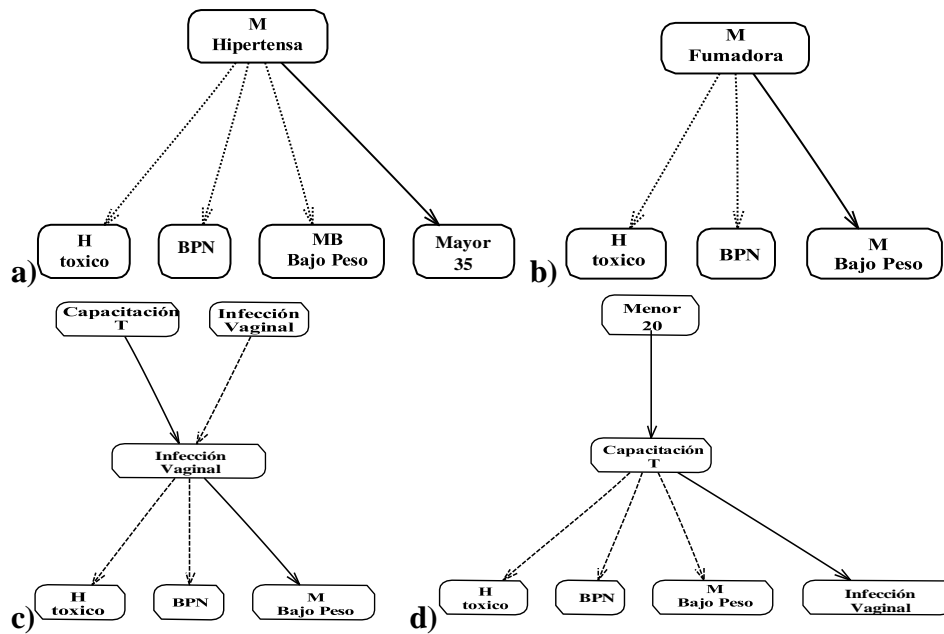 M
Hipertensa
H
toxico
BPN
MB
Bajo Peso
Mayor
35
a)
M
Fumadora
H
toxico
BPN
M
Bajo Peso
b)
Capacitación
T
Infección
Vaginal
Infección
Vaginal
H
toxico
BPN
M
Bajo Peso
c)
Menor
20
Capacitación
T
H
toxico
BPN
M
Bajo Peso
Infección
Vaginal
d)